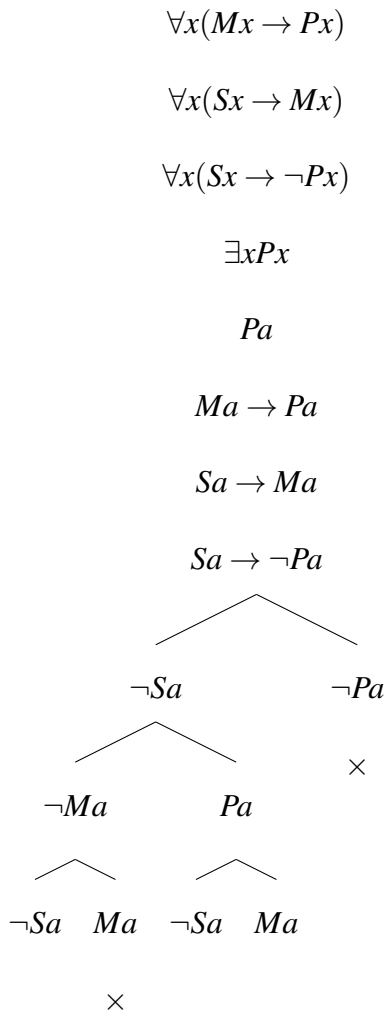 ∀x(Mx → Px)
∀x(Sx → Mx)
∀x(Sx → ¬Px)
∃xPx
Pa
Ma → Pa
Sa → Ma
Sa → ¬Pa
¬Sa ¬Pa
×
¬Ma Pa
¬Sa Ma ¬Sa Ma
×